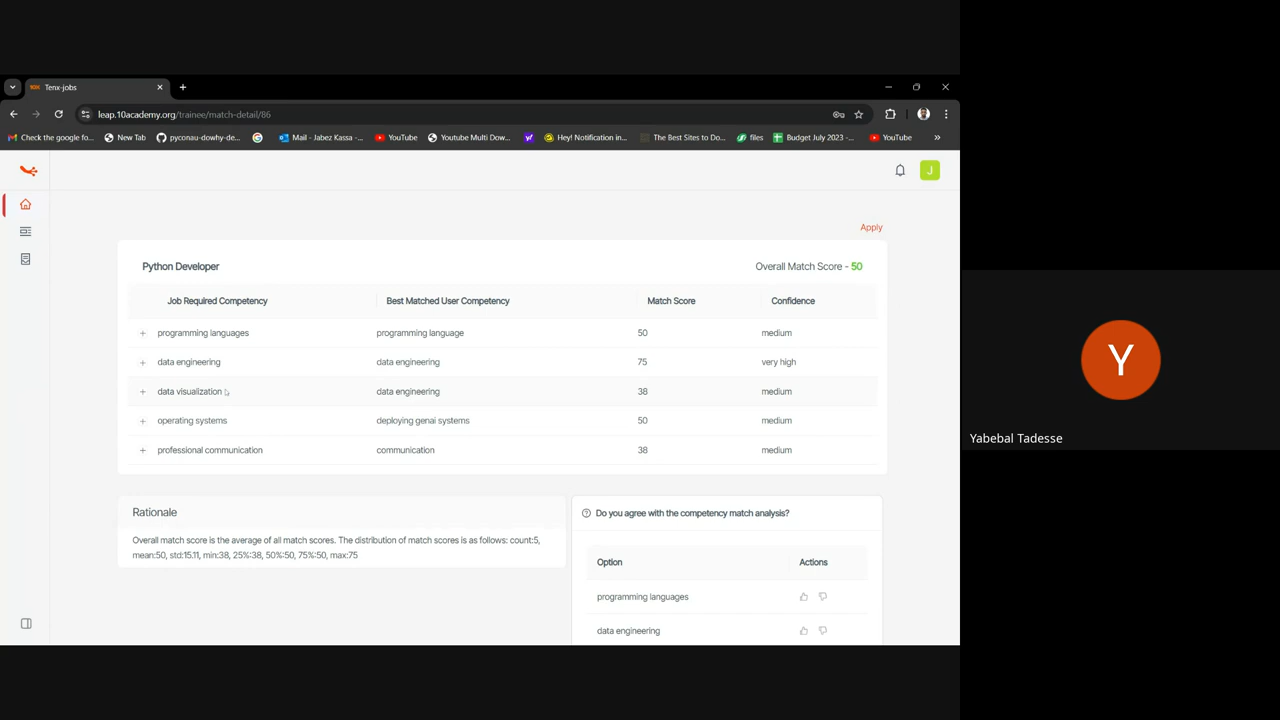 Tenx-jobs
leap.10academy.org/trainee/match-detail/86
Check the google fo... New Tab pyconau-dowhy-de... Mail - Jabez Kassa -... YouTube Youtube Multi Dow... Hey! Notification in... The Best Sites to Do... files Budget July 2023 -... YouTube »
J
Apply
Python Developer Overall Match Score - 50
Job Required Competency Best Matched User Competency Match Score Confidence
+ programming languages programming language 50 medium
+ data engineering data engineering 75 very high
+ data visualization data engineering 38 medium
+ operating systems deploying genai systems 50 medium
+ professional communication communication 38 medium
Rationale
Overall match score is the average of all match scores. The distribution of match scores is as follows: count:5,
mean:50, std:15.11, min:38, 25%:38, 50%:50, 75%:50, max:75
Do you agree with the competency match analysis?
Option Actions
programming languages
data engineering
Y
Yabebal Tadesse